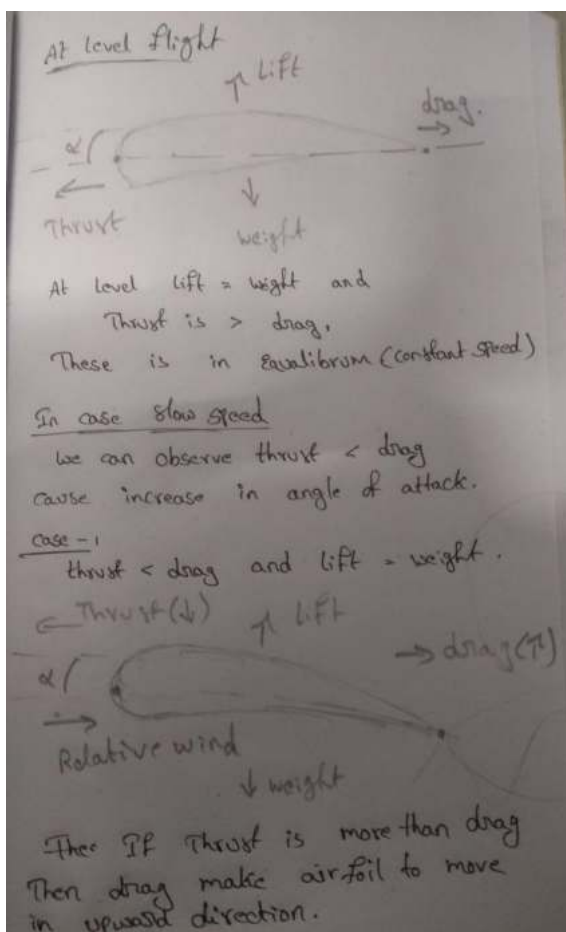 At level flight
↑ Lift
drag.
→
α
←
Thrust
↓
weight
At level lift = wight and
Thrust is > drag.
These is in Equalibrum (constant speed)
In case slow speed
we can observe thrust < drag
cause increase in angle of attack.
case - 1
thrust < drag and lift = weight.
← Thrust (↓)
↑ Lift
→ drag (↑)
α
→
Relative wind
↓ weight
If Thrust is more than drag
Then drag make airfoil to move
in upward direction.